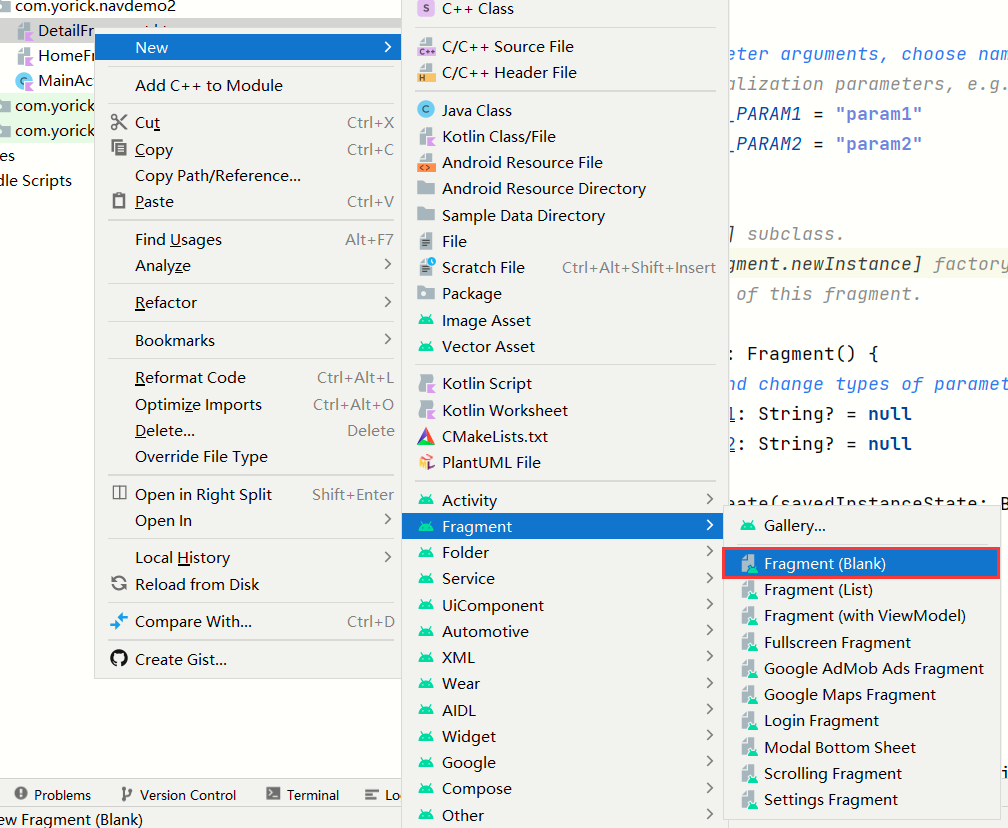 com.yorick.navdemo2
DetailFr
HomeFr
MainAc
com.yorick
com.yorick
es
dle Scripts
New
Add C++ to Module
Cut Ctrl+X
Copy Ctrl+C
Copy Path/Reference...
Paste Ctrl+V
Find Usages Alt+F7
Analyze
Refactor
Bookmarks
Reformat Code Ctrl+Alt+L
Optimize Imports Ctrl+Alt+O
Delete... Delete
Override File Type
Open in Right Split Shift+Enter
Open In
Local History
Reload from Disk
Compare With... Ctrl+D
Create Gist...
C++ Class
C/C++ Source File
C/C++ Header File
Java Class
Kotlin Class/File
Android Resource File
Android Resource Directory
Sample Data Directory
File
Scratch File Ctrl+Alt+Shift+Insert
Package
Image Asset
Vector Asset
Kotlin Script
Kotlin Worksheet
CMakeLists.txt
PlantUML File
Activity
Fragment
Folder
Service
UiComponent
Automotive
XML
Wear
AIDL
Widget
Google
Compose
Other
eter arguments, choose nam
alization parameters, e.g.
_PARAM1 = "param1"
_PARAM2 = "param2"
] subclass.
gment.newInstance] factory
of this fragment.
: Fragment() {
nd change types of paramet
1: String? = null
2: String? = null
eate(savedInstanceState: B
Gallery...
Fragment (Blank)
Fragment (List)
Fragment (with ViewModel)
Fullscreen Fragment
Google AdMob Ads Fragment
Google Maps Fragment
Login Fragment
Modal Bottom Sheet
Scrolling Fragment
Settings Fragment
Problems Version Control Terminal Lo
ew Fragment (Blank)